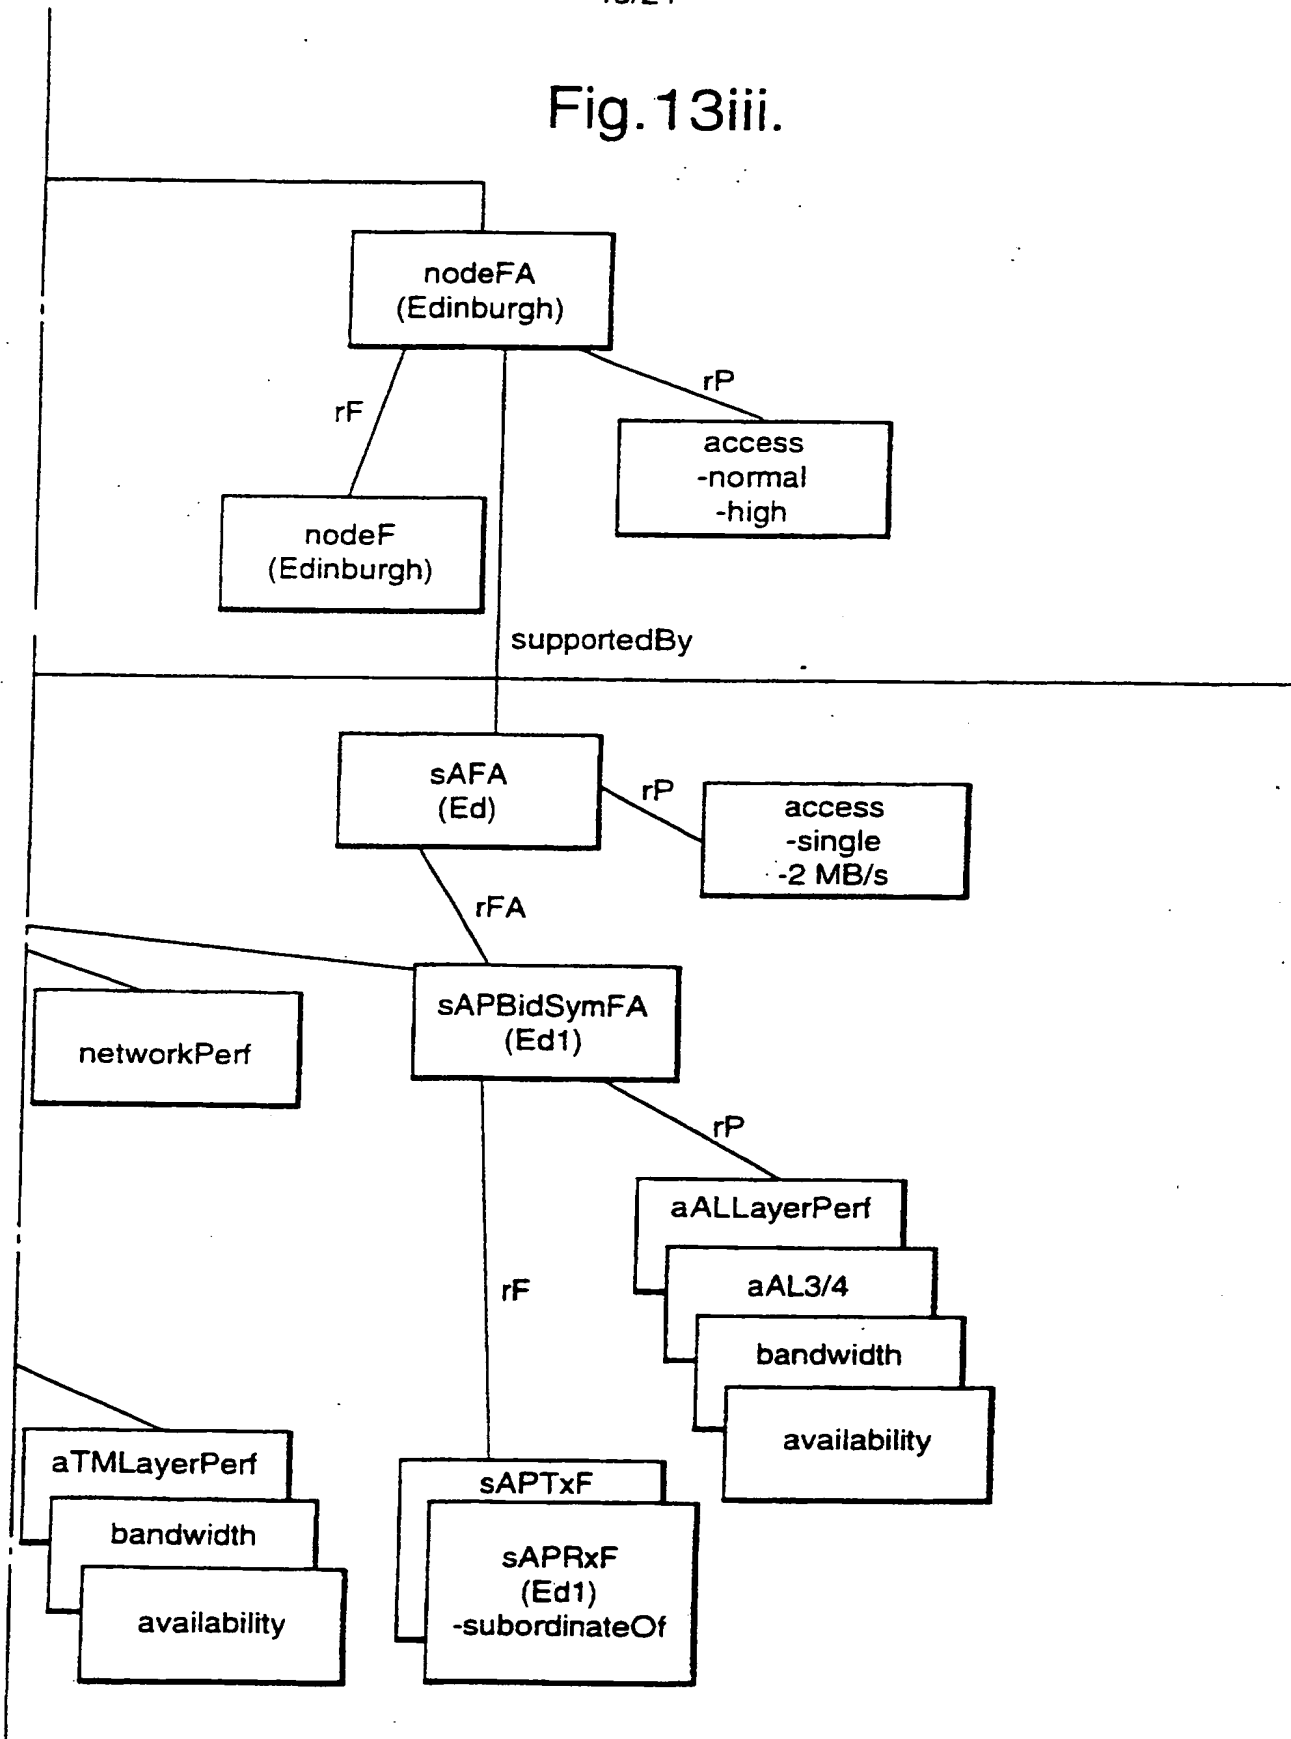 Fig.13iii.
nodeFA
(Edinburgh)
rP
rF
access
-normal
-high
nodeF
(Edinburgh)
supportedBy
sAFA
(Ed)
rP
access
-single
-2 MB/s
rFA
sAPBidSymFA
(Ed1)
networkPerf
rP
aALLayerPerf
rF
aAL3/4
bandwidth
availability
aTMLayerPerf
bandwidth
availability
sAPTxF
sAPRxF
(Ed1)
-subordinateOf